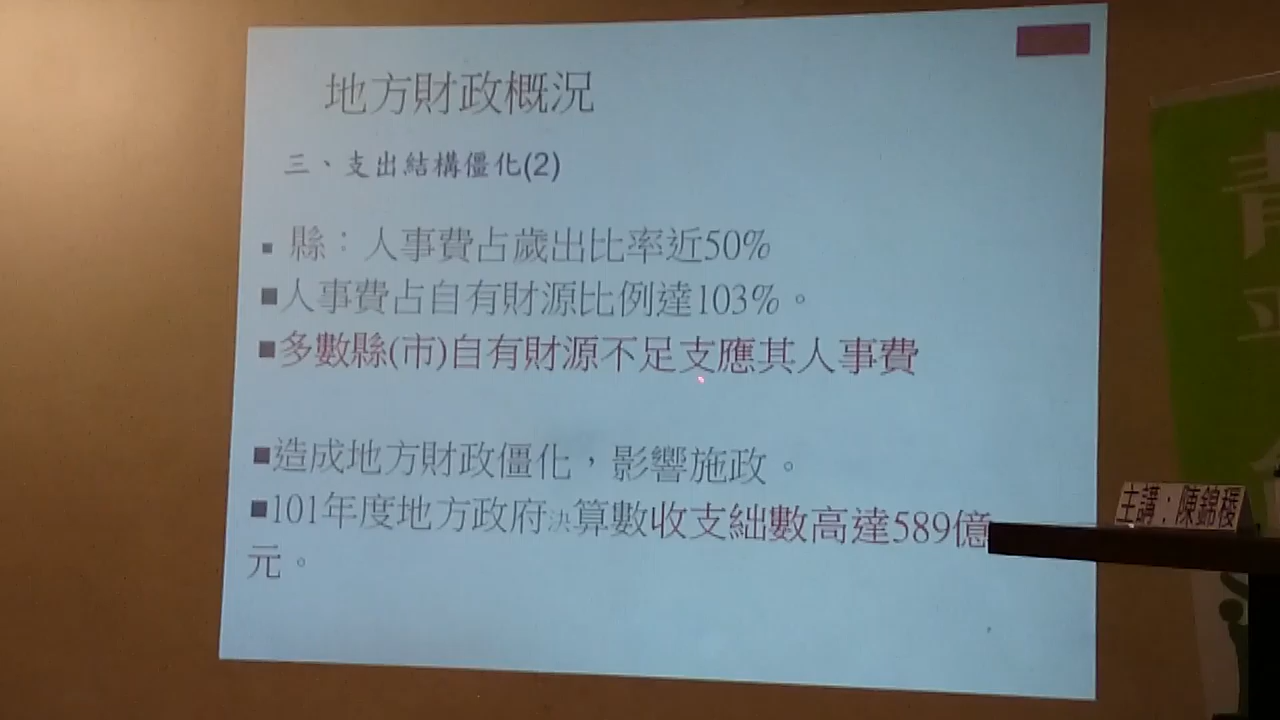 地方財政概況
三、支出結構僵化(2)
▪ 縣：人事費占歲出比率近50%
■人事費占自有財源比例達103%。
■多數縣(市)自有財源不足支應其人事費
■造成地方財政僵化，影響施政。
■101年度地方政府決算數收支絀數高達589億
元。
主講：陳錦稷
青平